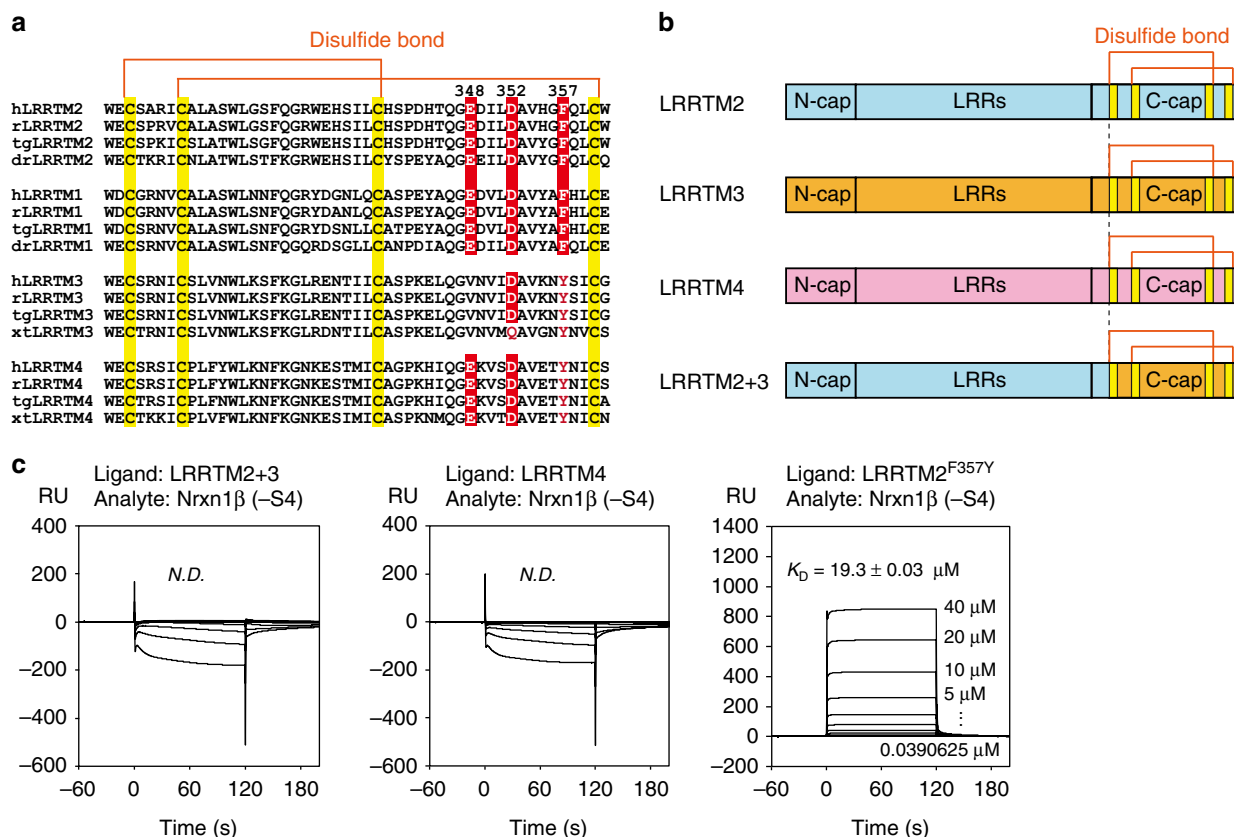 a
Disulfide bond
348 352 357
hLRRTM2 WECSARICALASWLGSFQGRWEHSILCHSPDHTQGEDILDAVHGFQLCW
rLRRTM2 WECSPRVCALASWLGSFQGRWEHSILCHSPDHTQGEDILDAVHGFQLCW
tgLRRTM2 WECSPKICSLATWLGSFQGRWEHSILCHSPDHTQGEDILDAVYGFQLCW
drLRRTM2 WECTKRICNLATWLSTFKGRWEHSILCYSPEYAQGEEILDAVYGFQLCQ
hLRRTM1 WDCGRNVCALASWLNNFQGRYDGNLQCASPEYAQGEDVLDAVYAFHLCE
rLRRTM1 WDCGRNVCALASWLSNFQGRYDANLQCASPEYAQGEDVLDAVYAFHLCE
tgLRRTM1 WDCSRNVCALASWLSNFQGRYDSNLLCATPEYAQGEDVLDAVYAFHLCE
drLRRTM1 WDCSRNVCALASWLSNFQGQRDSGLLCANPDIAQGEDILDAVYAFQLCE
hLRRTM3 WECSRNICSLVNWLKSFKGLRENTIICASPKELQGVNVIDAVKNYSICG
rLRRTM3 WECSRNICSLVNWLKSFKGLRENTIICASPKELQGVNVIDAVKNYSICG
tgLRRTM3 WECSRNICSLVNWLKSFKGLRENTILCASPKELQGVNVIDAVKNYSICG
xtLRRTM3 WECTRNICSLVNWLKSFKGLRDNTILCASPKELQGVNVMQAVGNYNVCS
hLRRTM4 WECSRSICPLFYWLKNFKGNKESTMICAGPKHIQGEKVSDAVETYNICS
rLRRTM4 WECSRSICPLFYWLKNFKGNKESTMICAGPKHIQGEKVSDAVETYNICS
tgLRRTM4 WECTRSICPLFNWLKNFKGNKESTMICAGPKHIQGEKVSDAVETYNICA
xtLRRTM4 WECTKKICPLVFWLKNFKGNKESIMICASPKNMQGEKVTDAVETYNICN
b
Disulfide bond
LRRTM2 N-cap LRRs C-cap
LRRTM3 N-cap LRRs C-cap
LRRTM4 N-cap LRRs C-cap
LRRTM2+3 N-cap LRRs C-cap
c
Ligand: LRRTM2+3
Analyte: Nrxn1β (–S4)
RU
400
200
0
–200
–400
–600
N.D.
–60 0 60 120 180
Time (s)
Ligand: LRRTM4
Analyte: Nrxn1β (–S4)
RU
400
200
0
–200
–400
–600
N.D.
–60 0 60 120 180
Time (s)
Ligand: LRRTM2F357Y
Analyte: Nrxn1β (–S4)
RU
1400
1200
1000
800
600
400
200
0
–200
KD = 19.3 ± 0.03 μM
40 μM
20 μM
10 μM
5 μM
0.0390625 μM
–60 0 60 120 180
Time (s)